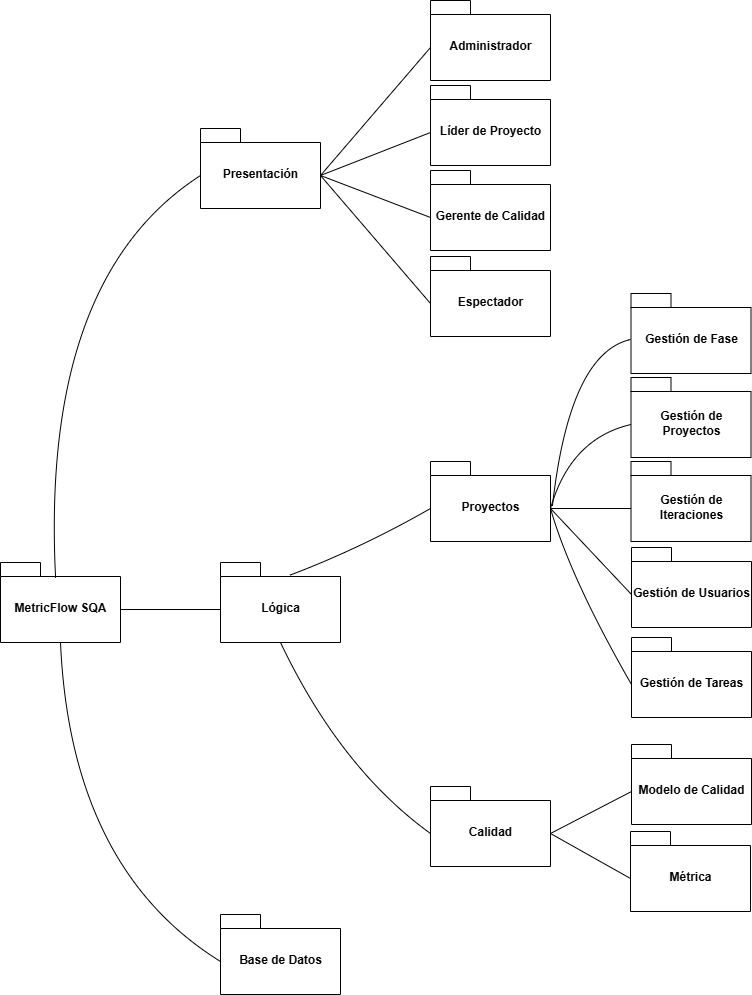 Administrador
Líder de Proyecto
Presentación
Gerente de Calidad
Espectador
Gestión de Fase
Gestión de
Proyectos
Proyectos
Gestión de
Iteraciones
MetricFlow SQA
Lógica
Gestión de Usuarios
Gestión de Tareas
Modelo de Calidad
Calidad
Métrica
Base de Datos